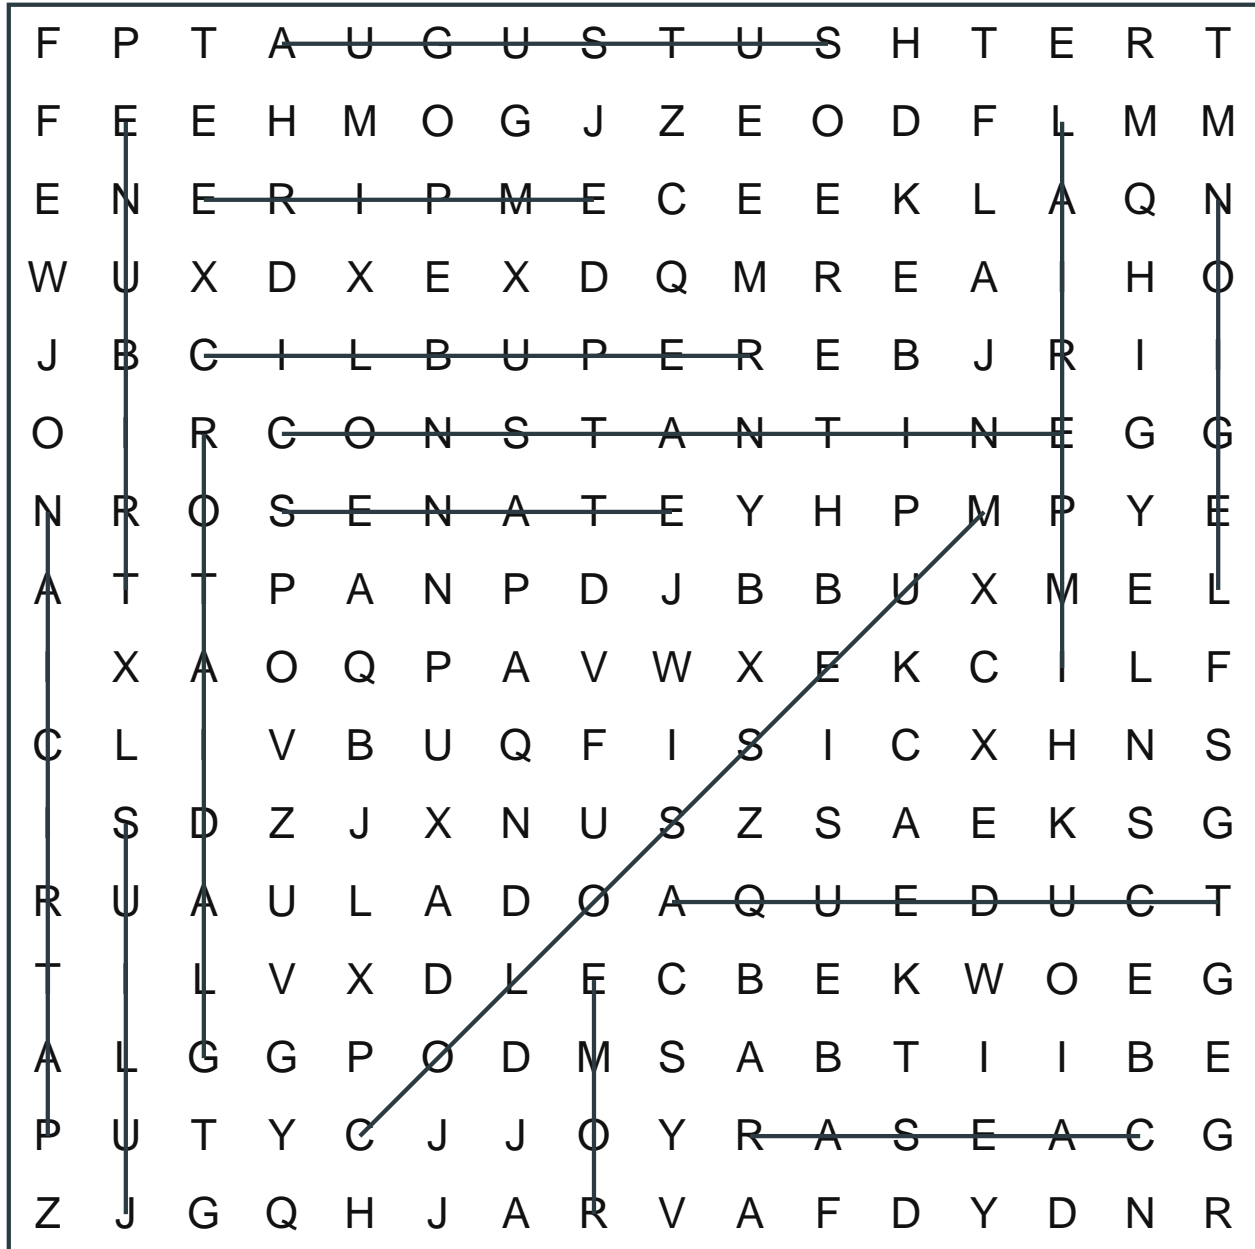 F P T A U G U S T U S H T E R T
F E E H M O G J Z E O D F L M M
E N E R I P M E C E E K L A Q N
W U X D X E X D Q M R E A I H O
J B C I L B U P E R E B J R I I
O I R C O N S T A N T I N E G G
N R O S E N A T E Y H P M P Y E
A T T P A N P D J B B U X M E L
I X A O Q P A V W X E K C I L F
C L I V B U Q F I S I C X H N S
I S D Z J X N U S Z S A E K S G
R U A U L A D O A Q U E D U C T
T I L V X D L E C B E K W O E G
A L G G P O D M S A B T I I B E
P U T Y C J J O Y R A S E A C G
Z J G Q H J A R V A F D Y D N R